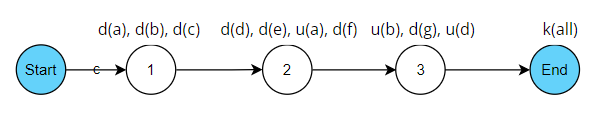 d(a), d(b), d(c) d(d), d(e), u(a), d(f) u(b), d(g), u(d) k(all)
Start c 1 2 3 End